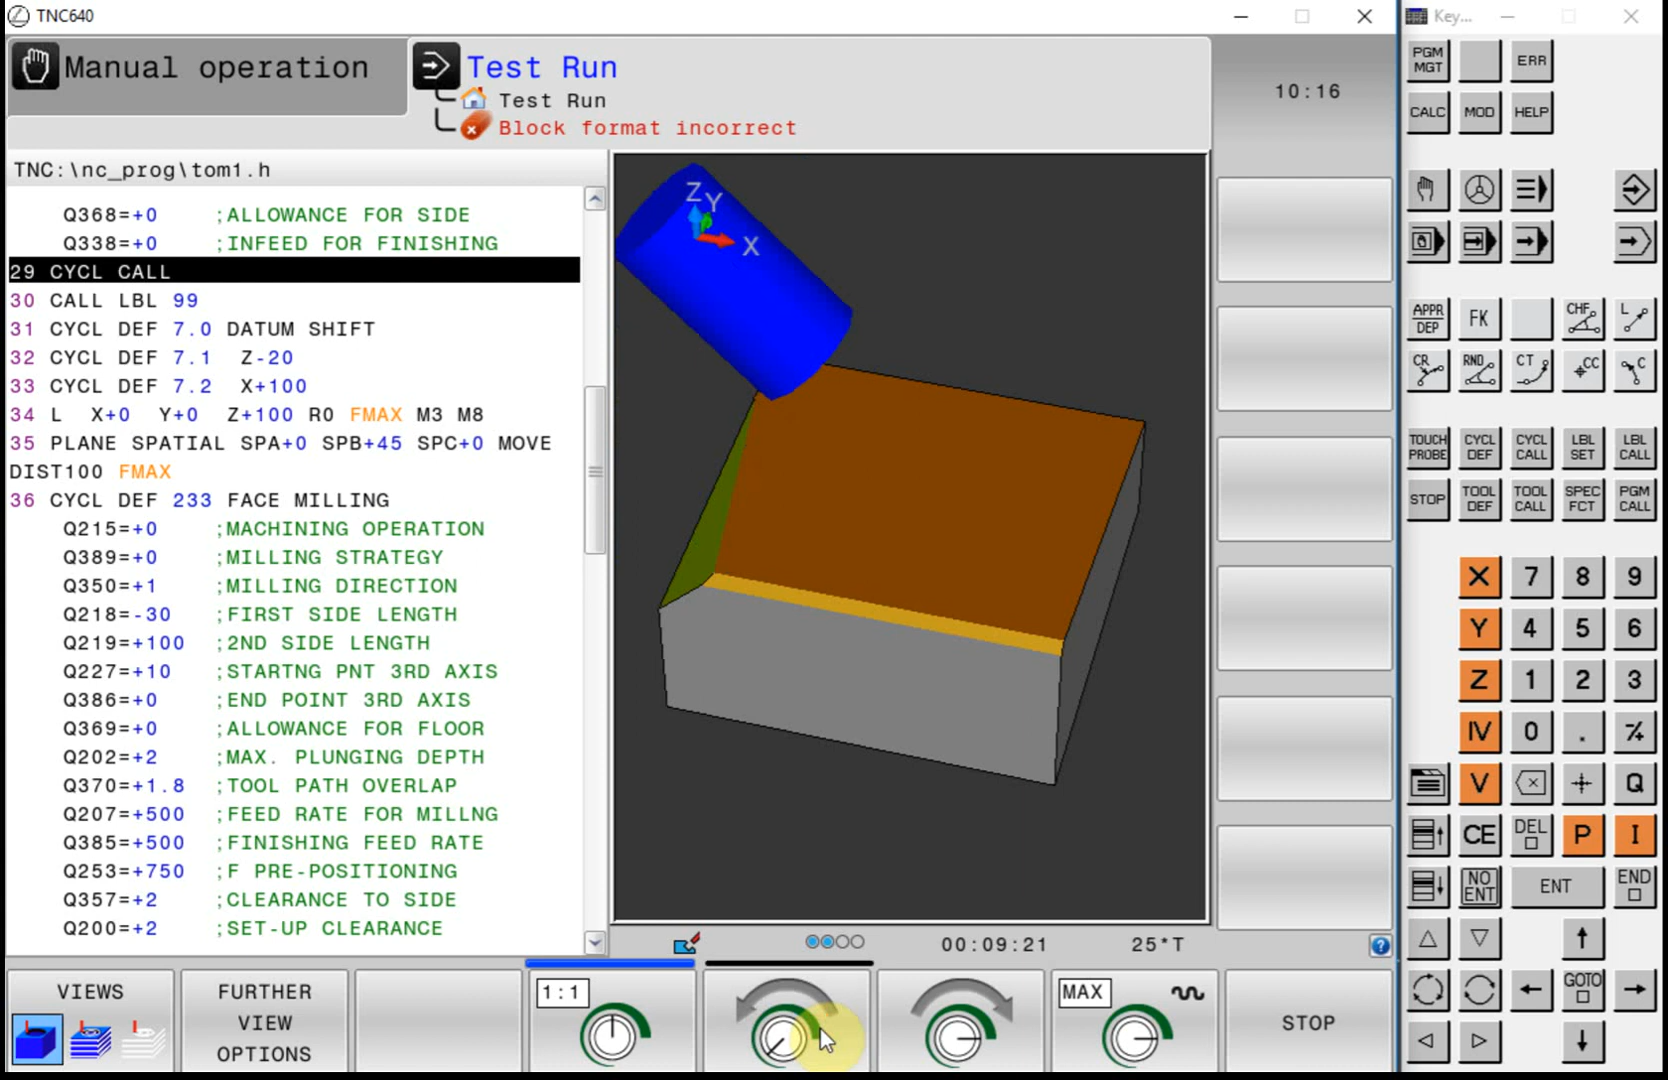 TNC640
Key...
Manual operation
Test Run
Test Run
Block format incorrect
10:16
TNC:\nc_prog\tom1.h
Q368=+0 ;ALLOWANCE FOR SIDE
Q338=+0 ;INFEED FOR FINISHING
29 CYCL CALL
30 CALL LBL 99
31 CYCL DEF 7.0 DATUM SHIFT
32 CYCL DEF 7.1 Z-20
33 CYCL DEF 7.2 X+100
34 L X+0 Y+0 Z+100 R0 FMAX M3 M8
35 PLANE SPATIAL SPA+0 SPB+45 SPC+0 MOVE
DIST100 FMAX
36 CYCL DEF 233 FACE MILLING
Q215=+0 ;MACHINING OPERATION
Q389=+0 ;MILLING STRATEGY
Q350=+1 ;MILLING DIRECTION
Q218=-30 ;FIRST SIDE LENGTH
Q219=+100 ;2ND SIDE LENGTH
Q227=+10 ;STARTNG PNT 3RD AXIS
Q386=+0 ;END POINT 3RD AXIS
Q369=+0 ;ALLOWANCE FOR FLOOR
Q202=+2 ;MAX. PLUNGING DEPTH
Q370=+1.8 ;TOOL PATH OVERLAP
Q207=+500 ;FEED RATE FOR MILLNG
Q385=+500 ;FINISHING FEED RATE
Q253=+750 ;F PRE-POSITIONING
Q357=+2 ;CLEARANCE TO SIDE
Q200=+2 ;SET-UP CLEARANCE
Z
Y
X
00:09:21 25*T
?
VIEWS
FURTHER
VIEW
OPTIONS
1:1
MAX
STOP
PGM
MGT
ERR
CALC MOD HELP
APPR
DEP
FK
CHF
L
CR RND CT CC C
TOUCH
PROBE
CYCL
DEF
CYCL
CALL
LBL
SET
LBL
CALL
STOP
TOOL
DEF
TOOL
CALL
SPEC
FCT
PGM
CALL
X 7 8 9
Y 4 5 6
Z 1 2 3
IV 0 .
V Q
CE
DEL
P I
NO
ENT
ENT
END
GOTO